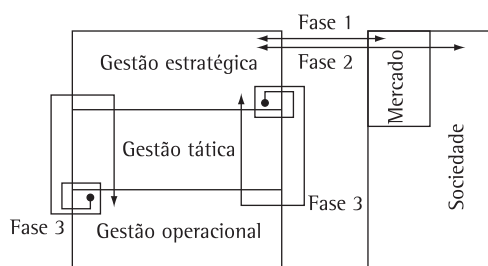 Fase 1
Gestão estratégica
Fase 2
Mercado
Sociedade
Gestão tática
Fase 3
Fase 3
Gestão operacional